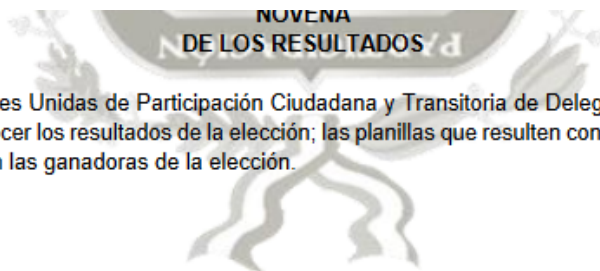 NOVENA
DE LOS RESULTADOS
es Unidas de Participación Ciudadana y Transitoria de Deleg
cer los resultados de la elección; las planillas que resulten con
las ganadoras de la elección.